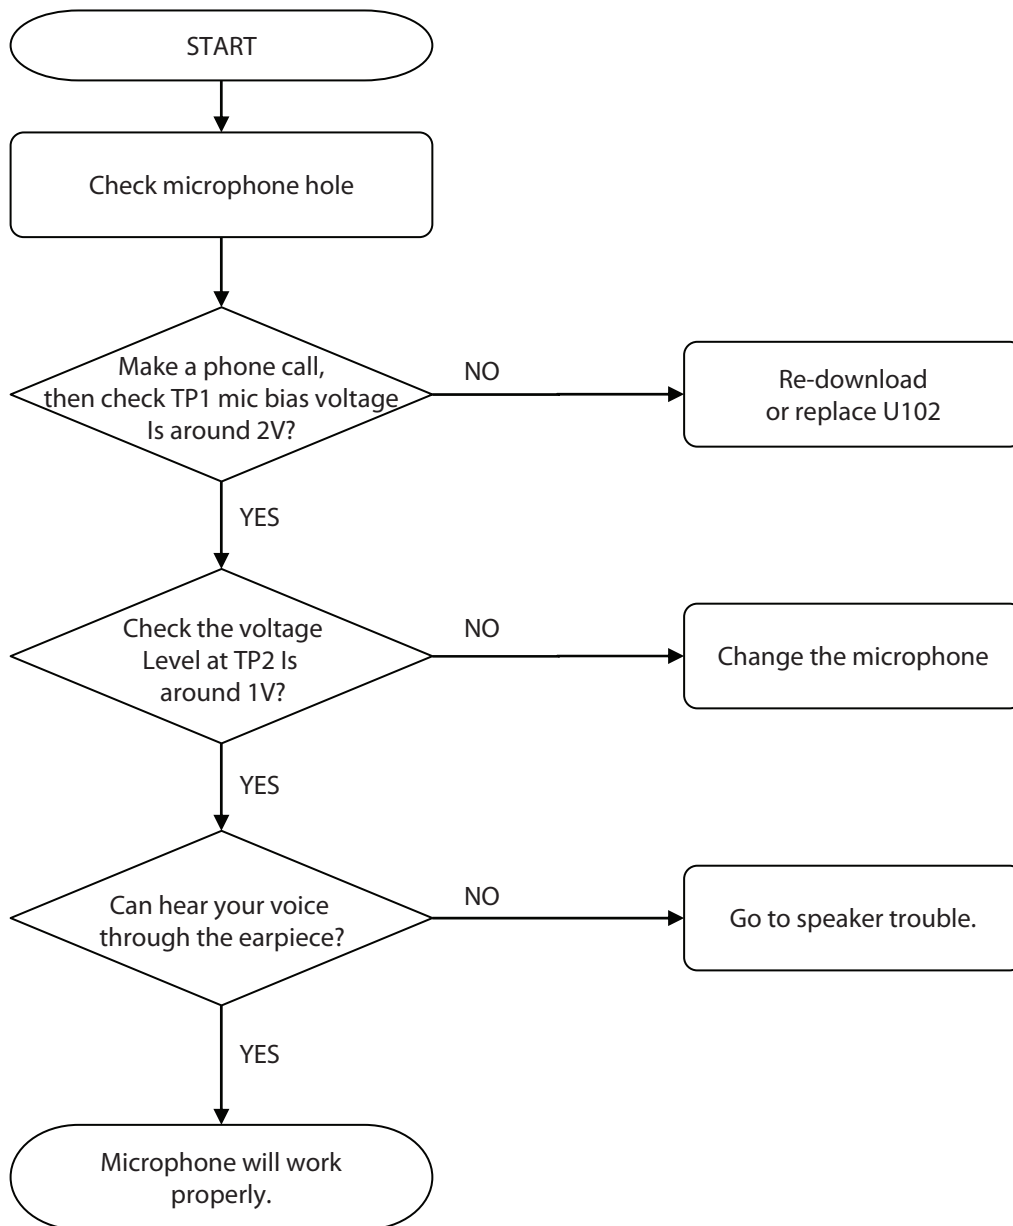 START
Check microphone hole
Make a phone call,
then check TP1 mic bias voltage
Is around 2V?
NO
Re-download
or replace U102
YES
Check the voltage
Level at TP2 Is
around 1V?
NO
Change the microphone
YES
Can hear your voice
through the earpiece?
NO
Go to speaker trouble.
YES
Microphone will work
properly.